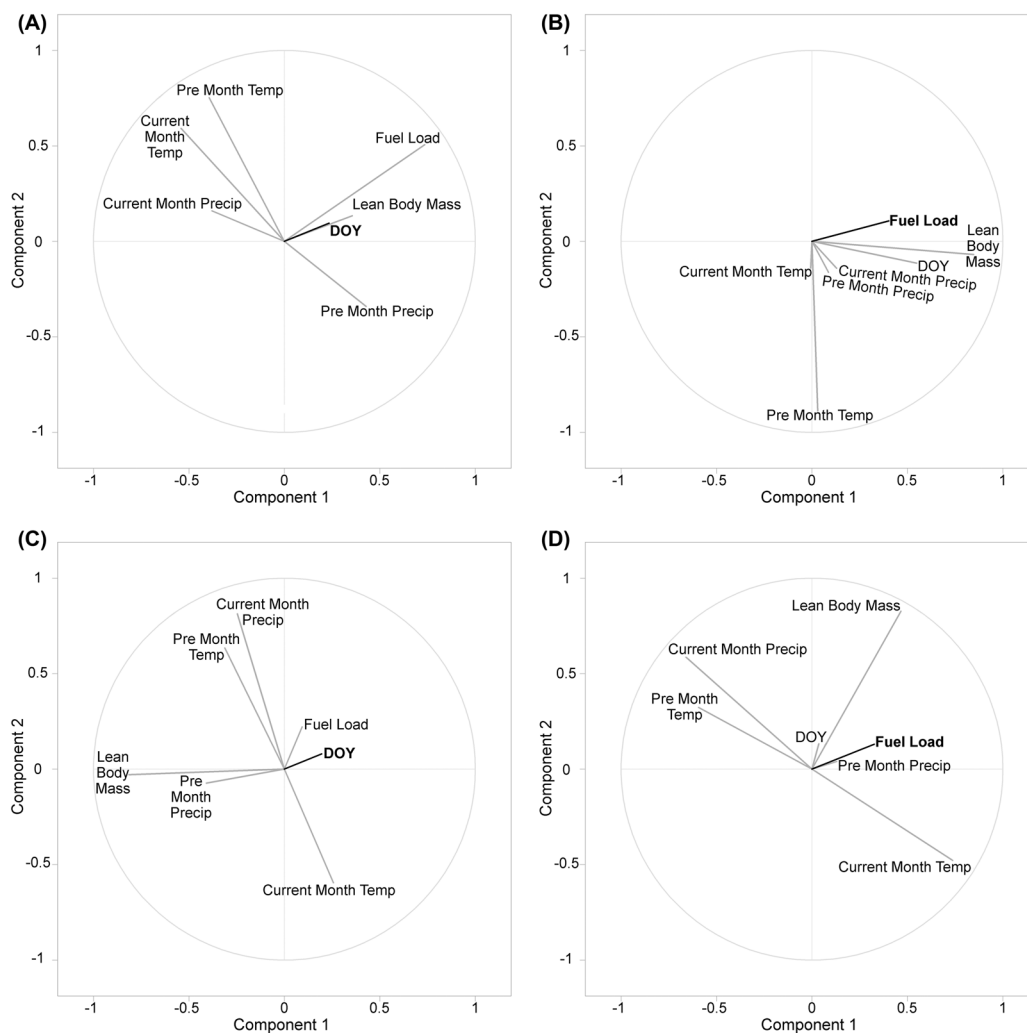 (A)
1
0.5
0
-0.5
-1
Component 2
Pre Month Temp
Current
Month
Temp
Fuel Load
Current Month Precip
Lean Body Mass
DOY
Pre Month Precip
-1
-0.5
0
0.5
1
Component 1
(B)
1
0.5
0
-0.5
-1
Component 2
Fuel Load
Lean
Body
Mass
DOY
Current Month Temp
Current Month Precip
Pre Month Precip
Pre Month Temp
-1
-0.5
0
0.5
1
Component 1
(C)
1
0.5
0
-0.5
-1
Component 2
Current Month
Precip
Pre Month
Temp
Fuel Load
DOY
Lean
Body
Mass
Pre
Month
Precip
Current Month Temp
-1
-0.5
0
0.5
1
Component 1
(D)
1
0.5
0
-0.5
-1
Component 2
Lean Body Mass
Current Month Precip
Pre Month
Temp
DOY
Fuel Load
Pre Month Precip
Current Month Temp
-1
-0.5
0
0.5
1
Component 1